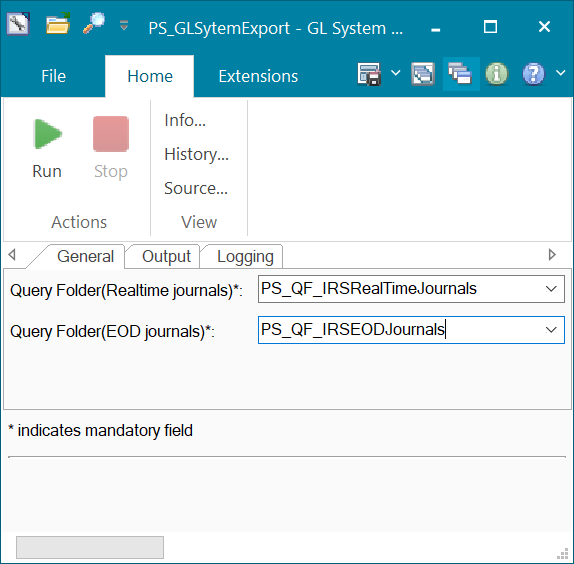 PS_GLSytemExport - GL System ...
File Home Extensions
Run Stop
Actions
Info...
History...
Source...
View
General Output Logging
Query Folder(Realtime journals)*: PS_QF_IRSRealTimeJournals
Query Folder(EOD journals)*: PS_QF_IRSEODJournals
* indicates mandatory field